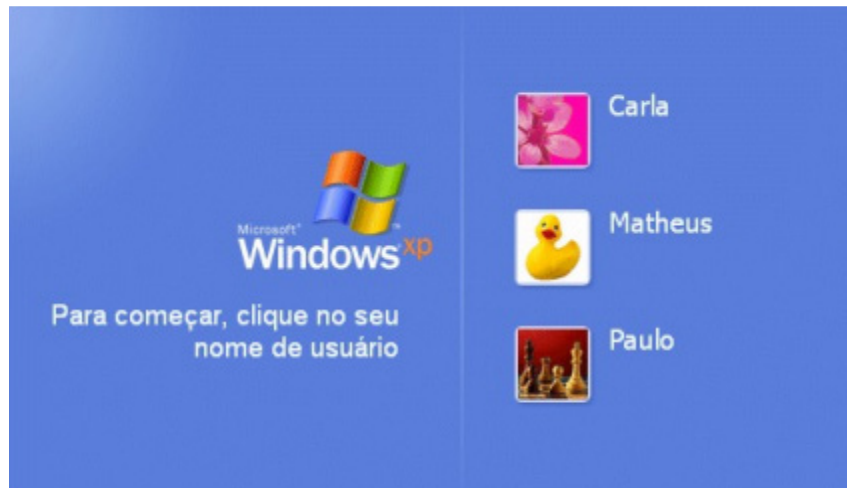 Microsoft®
Windows xp
Para começar, clique no seu
nome de usuário
Carla
Matheus
Paulo